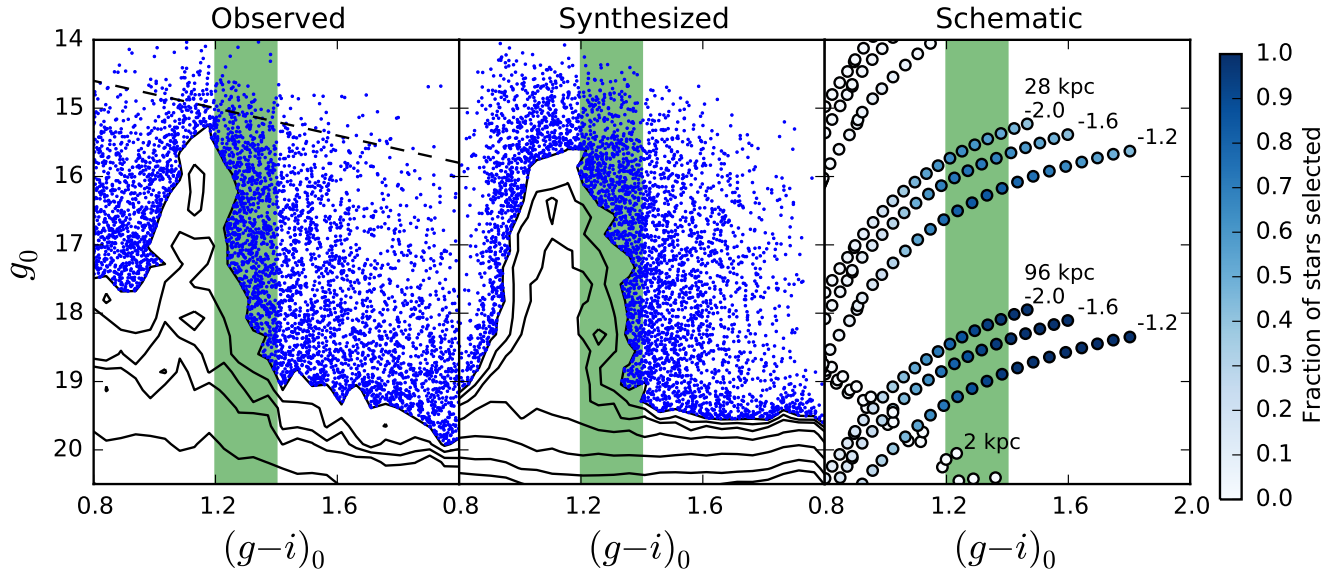 Observed Synthesized Schematic
14
15
16
17
18
19
20
g₀
0.8 1.2 1.6 0.8 1.2 1.6 0.8 1.2 1.6 2.0
(g−i)₀ (g−i)₀ (g−i)₀
28 kpc
-2.0 -1.6
-1.2
96 kpc
-2.0 -1.6
-1.2
2 kpc
1.0
0.9
0.8
0.7
0.6
0.5
0.4
0.3
0.2
0.1
0.0
Fraction of stars selected